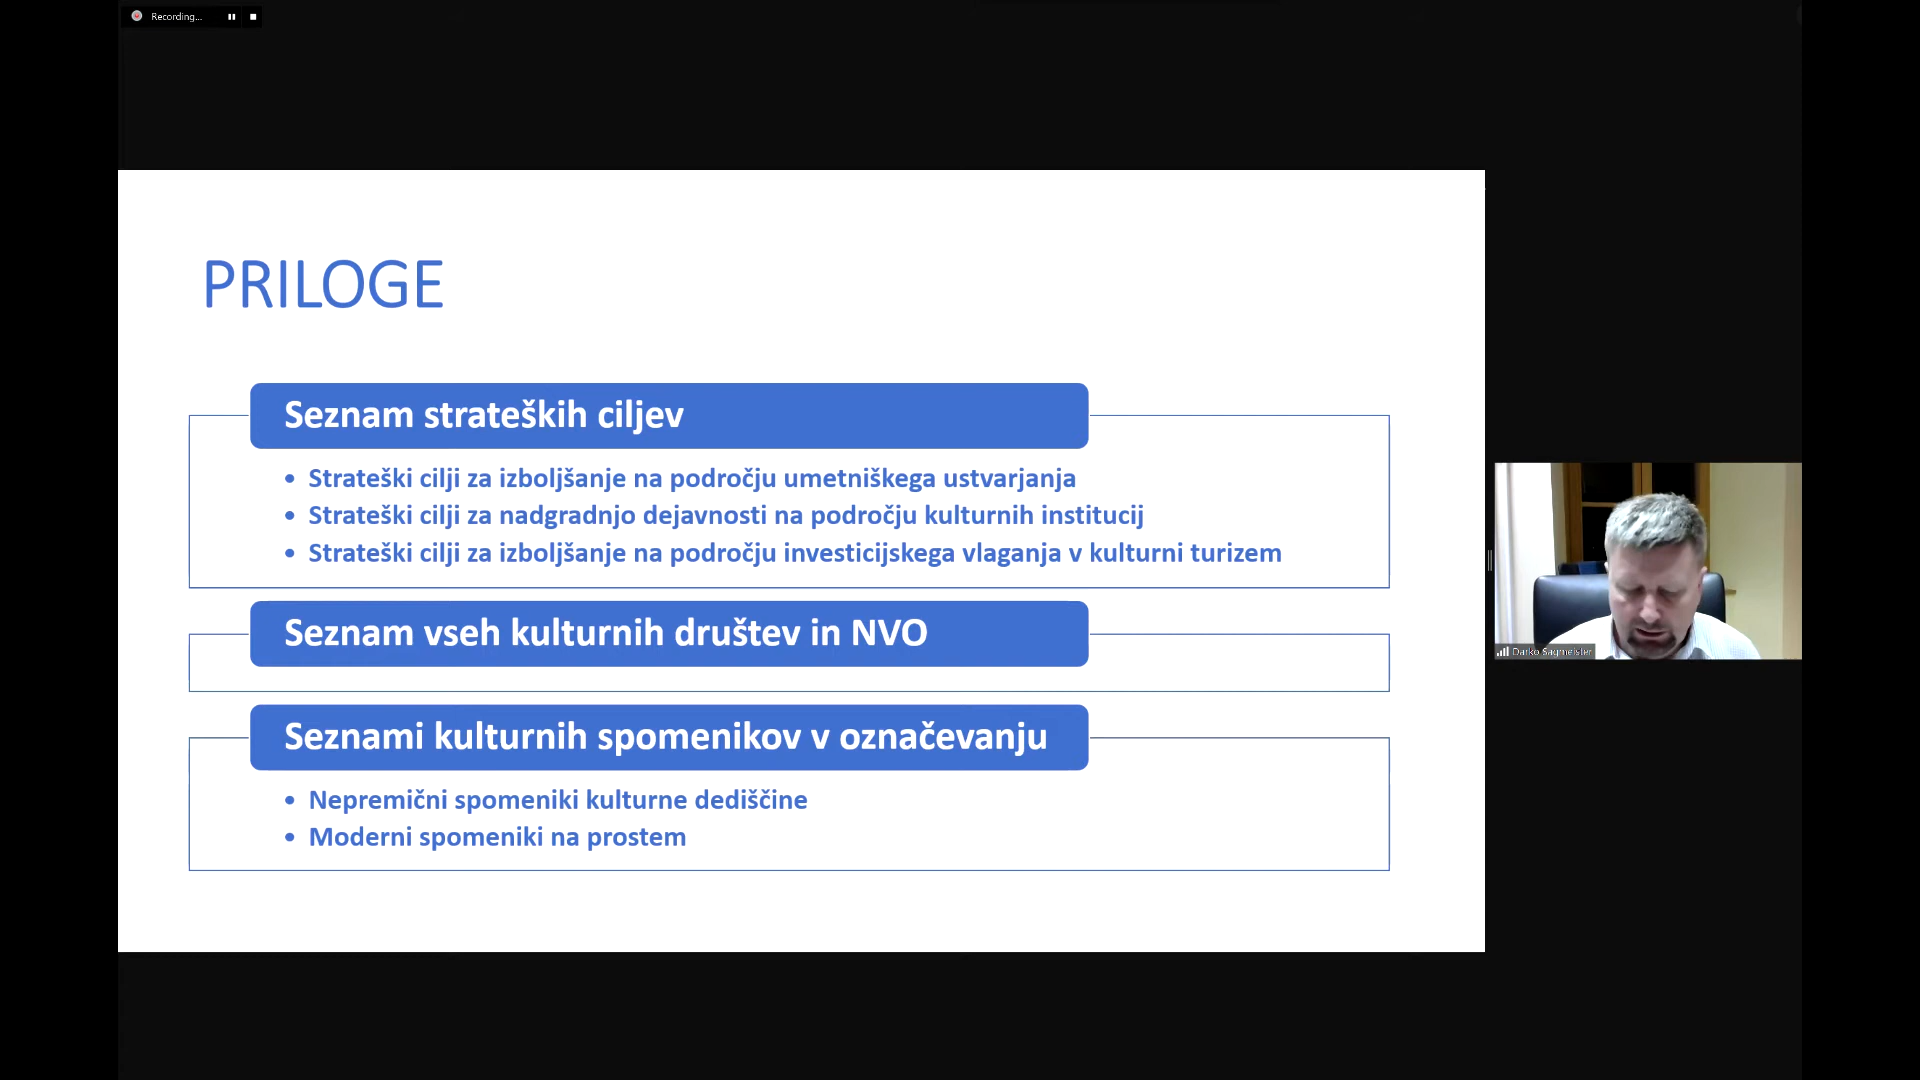 Recording...
PRILOGE
Seznam strateških ciljev
• Strateški cilji za izboljšanje na področju umetniškega ustvarjanja
• Strateški cilji za nadgradnjo dejavnosti na področju kulturnih institucij
• Strateški cilji za izboljšanje na področju investicijskega vlaganja v kulturni turizem
Seznam vseh kulturnih društev in NVO
Seznami kulturnih spomenikov v označevanju
• Nepremični spomeniki kulturne dediščine
• Moderni spomeniki na prostem
Darko Sagmeister